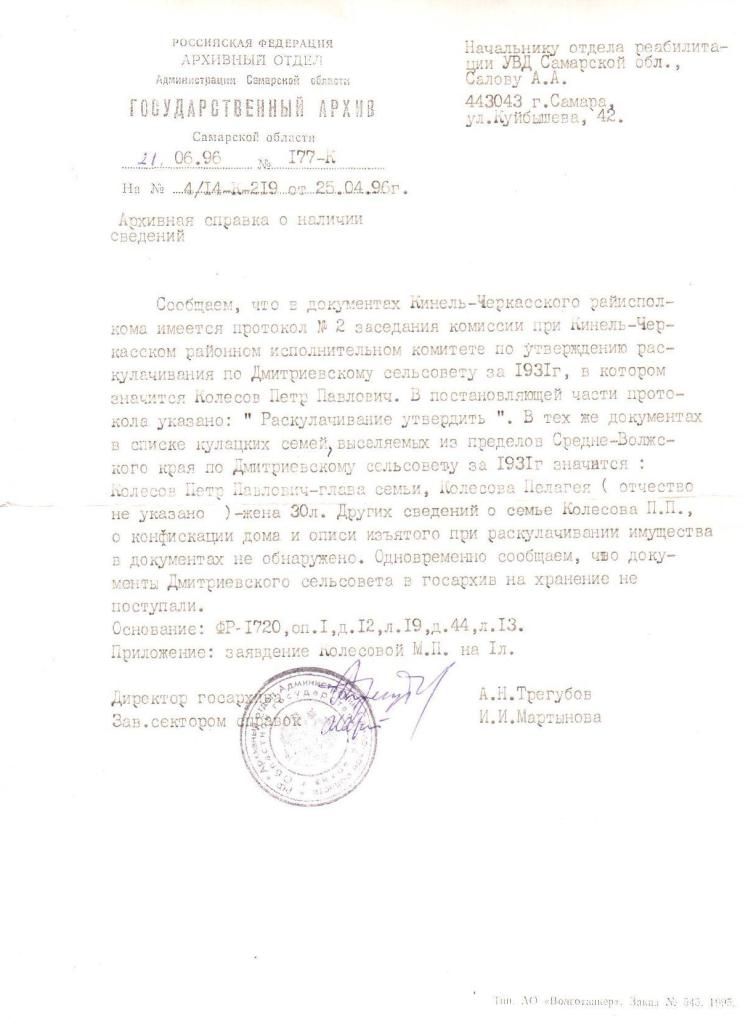 РОССИЙСКАЯ ФЕДЕРАЦИЯ
АРХИВНЫЙ ОТДЕЛ
Администрации Самарской области
ГОСУДАРСТВЕННЫЙ АРХИВ
Самарской области
21. 06.96 № 177-К
На № 4/14-К-219 от 25.04.96г.
Архивная справка о наличии
сведений
Начальнику отдела реабилита-
ции УВД Самарской обл.,
Салову А.А.
443043 г.Самара,
ул.Куйбышева, 42.
Сообщаем, что в документах Кинель-Черкасского райиспол-
кома имеется протокол № 2 заседания комиссии при Кинель-Чер-
касском районном исполнительном комитете по утверждению рас-
кулачивания по Дмитриевскому сельсовету за 1931г, в котором
значится Колесов Петр Павлович. В постановляющей части прото-
кола указано: " Раскулачивание утвердить ". В тех же документах
в списке кулацких семей, выселяемых из пределов Средне-Волжс-
кого края по Дмитриевскому сельсовету за 1931г значится :
Колесов Петр Павлович-глава семьи, Колесова Пелагея ( отчество
не указано )-жена 30л. Других сведений о семье Колесова П.П.,
о конфискации дома и описи изъятого при раскулачивании имущества
в документах не обнаружено. Одновременно сообщаем, что доку-
менты Дмитриевского сельсовета в госархив на хранение не
поступали.
Основание: ФР-1720,оп.1,д.12,л.19,д.44,л.13.
Приложение: заявдение Колесовой М.П. на 1л.
Директор госархива А.Н.Трегубов
Зав.сектором справок И.И.Мартынова
Тип. АО «Волготанкер», Заказ № 545. 1995.